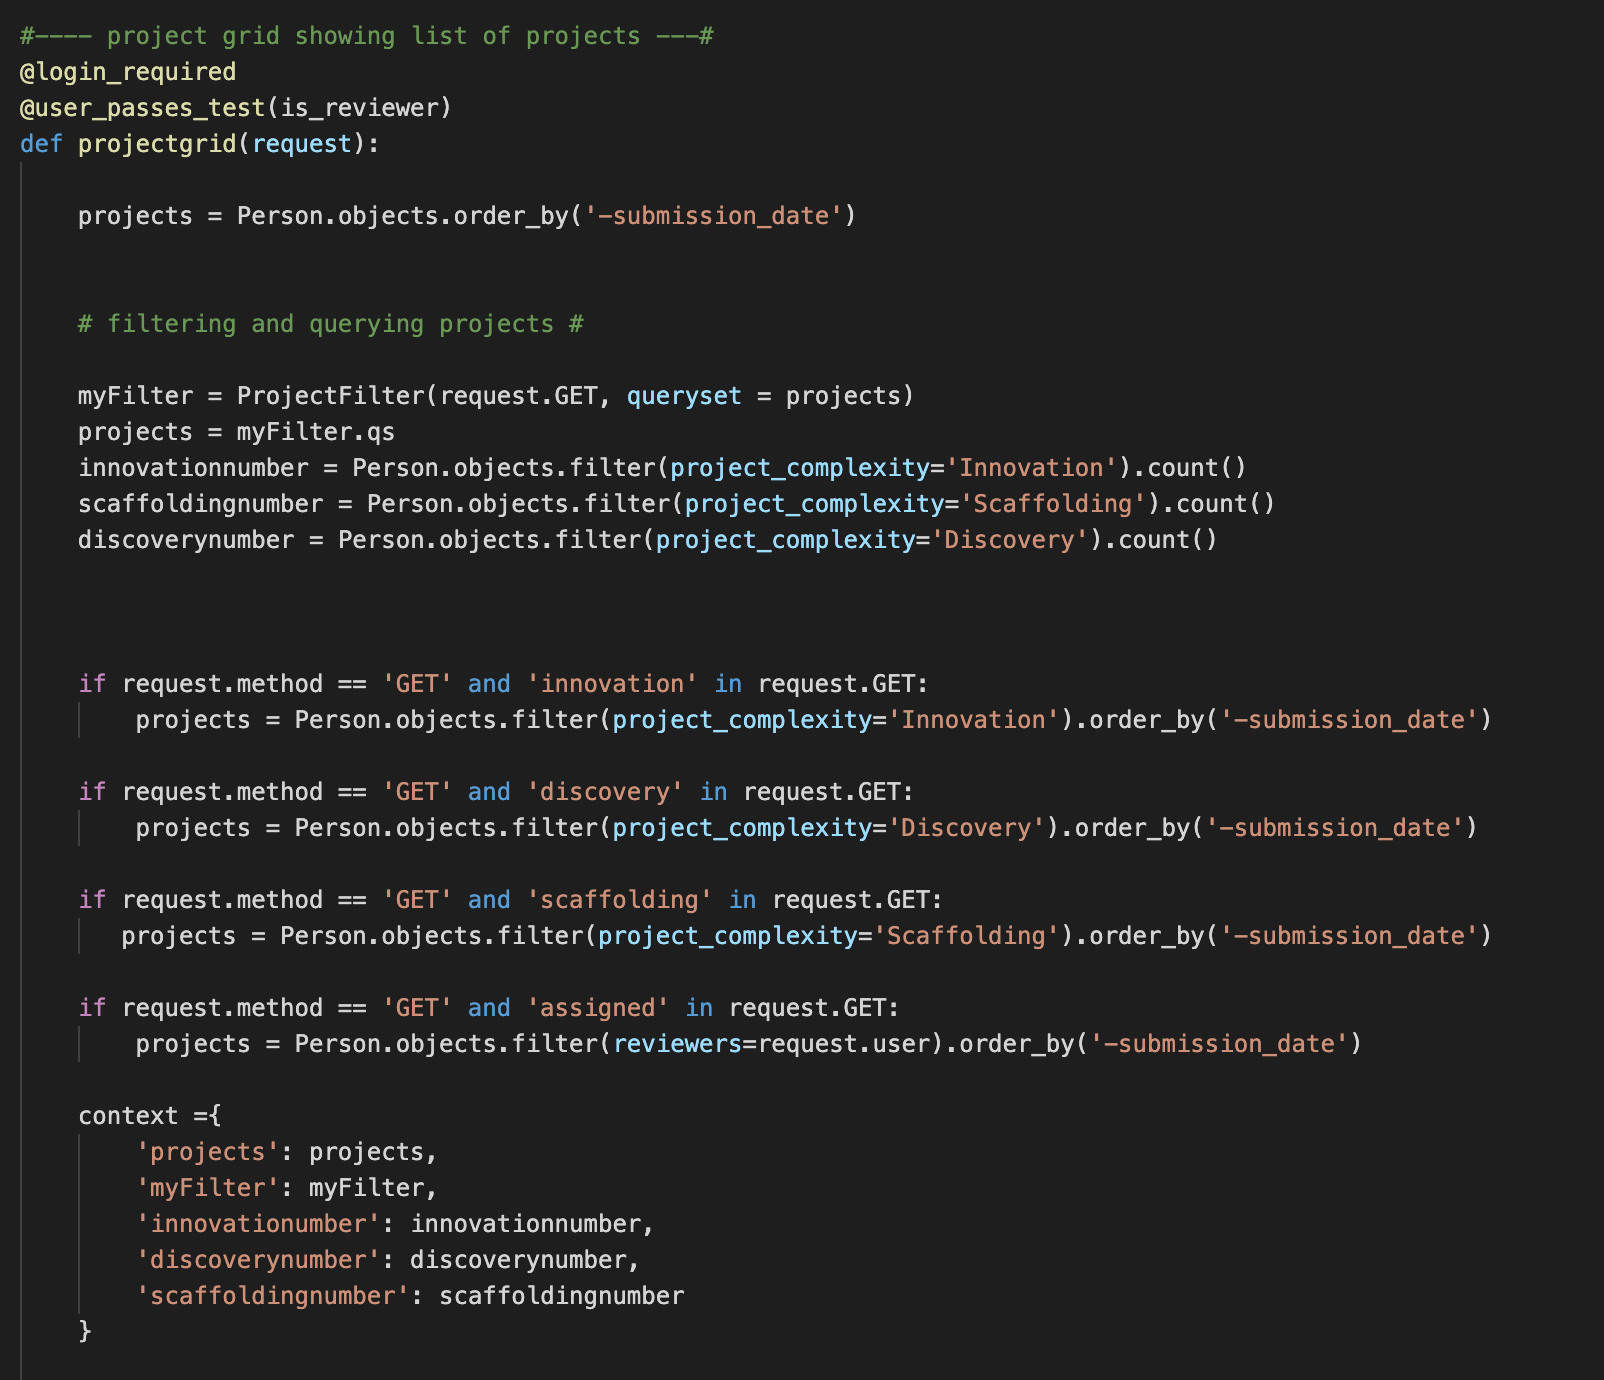 #---- project grid showing list of projects ---#
@login_required
@user_passes_test(is_reviewer)
def projectgrid(request):
projects = Person.objects.order_by('-submission_date')
# filtering and querying projects #
myFilter = ProjectFilter(request.GET, queryset = projects)
projects = myFilter.qs
innovationnumber = Person.objects.filter(project_complexity='Innovation').count()
scaffoldingnumber = Person.objects.filter(project_complexity='Scaffolding').count()
discoverynumber = Person.objects.filter(project_complexity='Discovery').count()
if request.method == 'GET' and 'innovation' in request.GET:
projects = Person.objects.filter(project_complexity='Innovation').order_by('-submission_date')
if request.method == 'GET' and 'discovery' in request.GET:
projects = Person.objects.filter(project_complexity='Discovery').order_by('-submission_date')
if request.method == 'GET' and 'scaffolding' in request.GET:
projects = Person.objects.filter(project_complexity='Scaffolding').order_by('-submission_date')
if request.method == 'GET' and 'assigned' in request.GET:
projects = Person.objects.filter(reviewers=request.user).order_by('-submission_date')
context ={
'projects': projects,
'myFilter': myFilter,
'innovationumber': innovationnumber,
'discoverynumber': discoverynumber,
'scaffoldingnumber': scaffoldingnumber
}